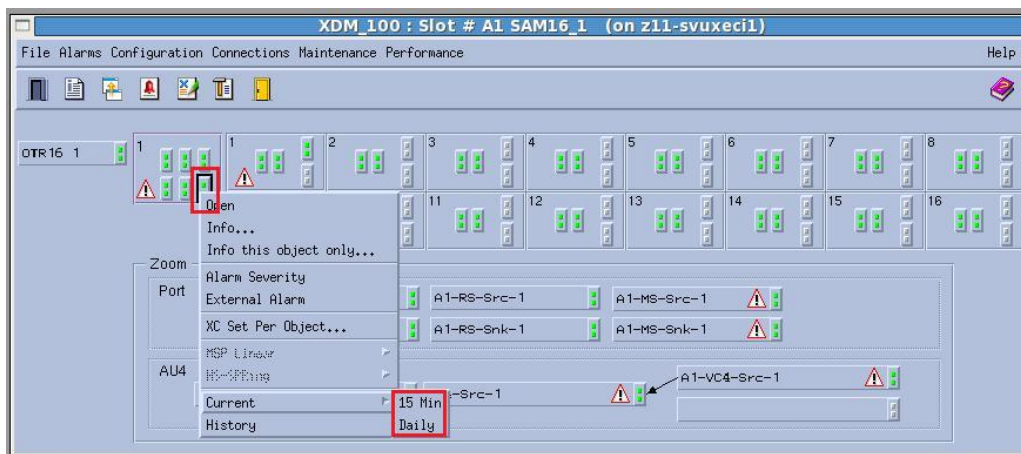 XDM_100 : Slot # A1 SAM16_1 (on z11-svuxeci1)
File Alarms Configuration Connections Maintenance Performance Help
OTR16 1
1 1 2 3 4 5 6 7 8
11 12 13 14 15 16
Open
Info...
Info this object only...
Alarm Severity
External Alarm
XC Set Per Object...
MSP Linear
MS-SPRing
Current
History
15 Min
Daily
Zoom
Port
A1-RS-Src-1 A1-MS-Src-1
A1-RS-Snk-1 A1-MS-Snk-1
AU4
-Src-1 A1-VC4-Src-1